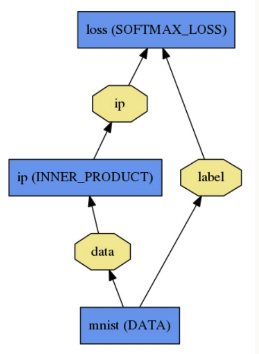 loss (SOFTMAX_LOSS)
ip
ip (INNER_PRODUCT)
label
data
mnist (DATA)